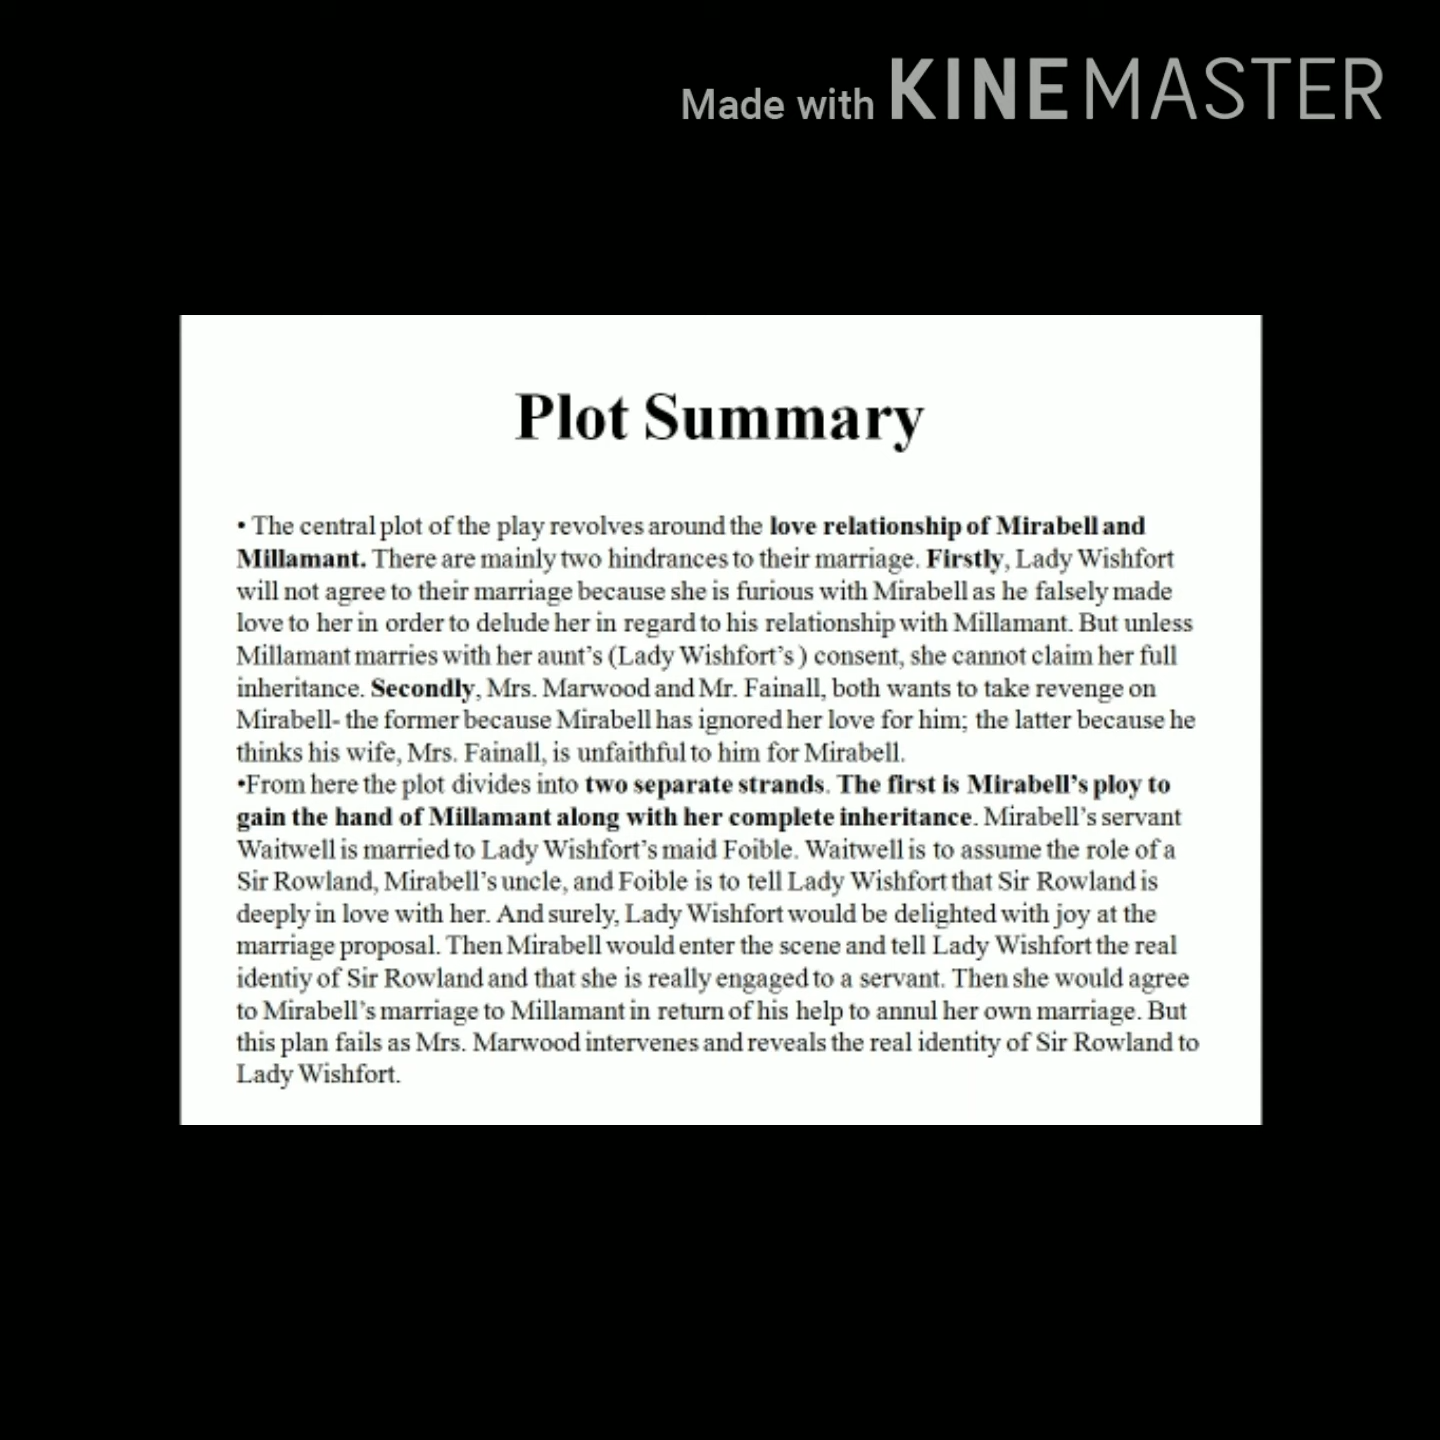 Made with KINEMASTER
Plot Summary
• The central plot of the play revolves around the love relationship of Mirabell and
Millamant. There are mainly two hindrances to their marriage. Firstly, Lady Wishfort
will not agree to their marriage because she is furious with Mirabell as he falsely made
love to her in order to delude her in regard to his relationship with Millamant. But unless
Millamant marries with her aunt's (Lady Wishfort's ) consent, she cannot claim her full
inheritance. Secondly, Mrs. Marwood and Mr. Fainall, both wants to take revenge on
Mirabell- the former because Mirabell has ignored her love for him; the latter because he
thinks his wife, Mrs. Fainall, is unfaithful to him for Mirabell.
•From here the plot divides into two separate strands. The first is Mirabell's ploy to
gain the hand of Millamant along with her complete inheritance. Mirabell's servant
Waitwell is married to Lady Wishfort's maid Foible. Waitwell is to assume the role of a
Sir Rowland, Mirabell's uncle, and Foible is to tell Lady Wishfort that Sir Rowland is
deeply in love with her. And surely, Lady Wishfort would be delighted with joy at the
marriage proposal. Then Mirabell would enter the scene and tell Lady Wishfort the real
identiy of Sir Rowland and that she is really engaged to a servant. Then she would agree
to Mirabell's marriage to Millamant in return of his help to annul her own marriage. But
this plan fails as Mrs. Marwood intervenes and reveals the real identity of Sir Rowland to
Lady Wishfort.